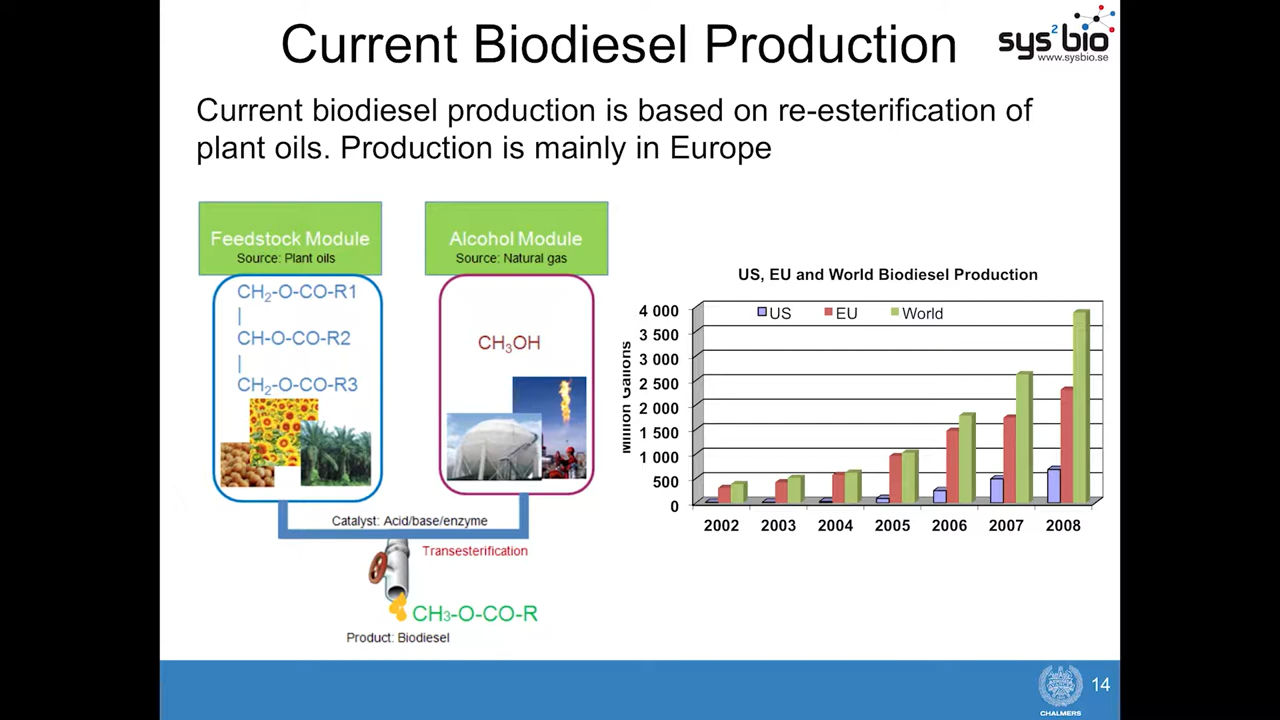 Current Biodiesel Production
sys2bio
www.sysbio.se
Current biodiesel production is based on re-esterification of
plant oils. Production is mainly in Europe
Feedstock Module
Source: Plant oils
CH2-O-CO-R1
|
CH-O-CO-R2
|
CH2-O-CO-R3
Alcohol Module
Source: Natural gas
CH3OH
Catalyst: Acid/base/enzyme
Transesterification
CH3-O-CO-R
Product: Biodiesel
US, EU and World Biodiesel Production
US EU World
Million Gallons
4 000
3 500
3 000
2 500
2 000
1 500
1 000
500
0
2002 2003 2004 2005 2006 2007 2008
CHALMERS
14